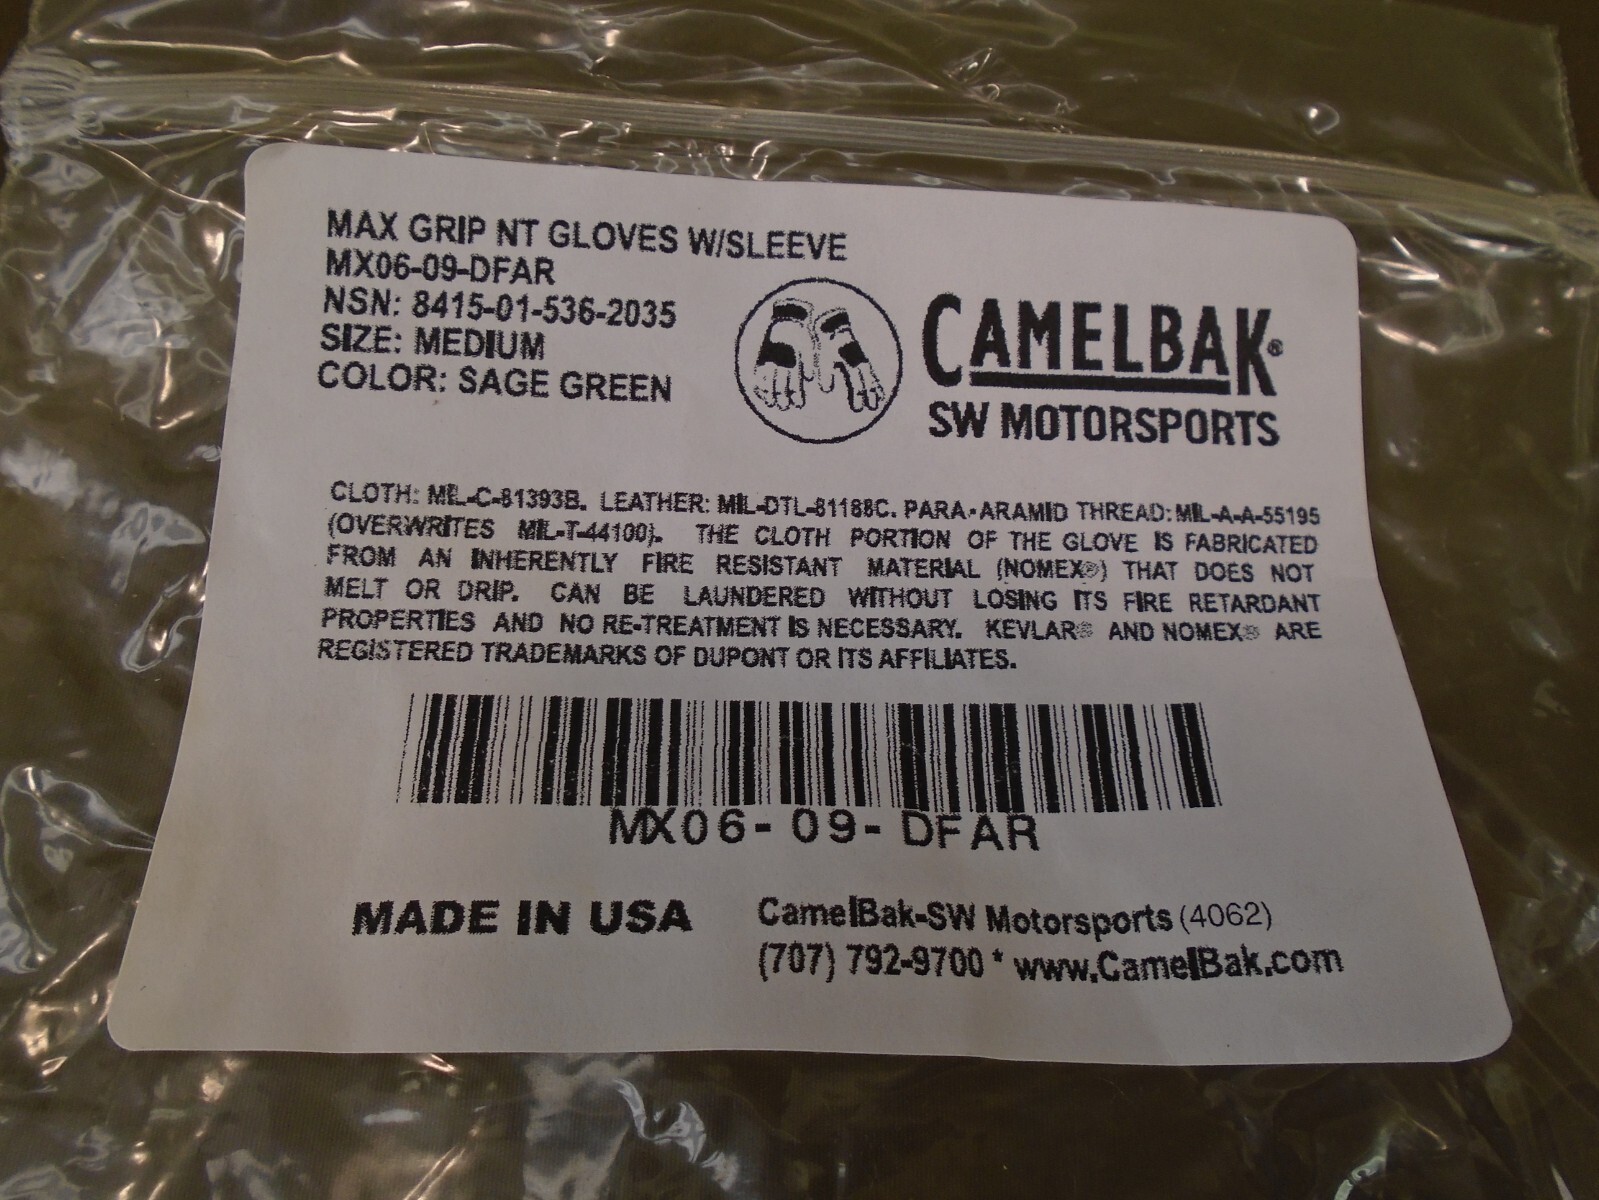 MAX GRIP NT GLOVES W/SLEEVE
MX06-09-DFAR
NSN: 8415-01-536-2035
SIZE: MEDIUM
COLOR: SAGE GREEN
CAMELBAK®
SW MOTORSPORTS
CLOTH: MIL-C-81393B. LEATHER: MIL-DTL-81188C. PARA-ARAMID THREAD: MIL-A-A-55195
(OVERWRITES MIL-T-44100). THE CLOTH PORTION OF THE GLOVE IS FABRICATED
FROM AN INHERENTLY FIRE RESISTANT MATERIAL (NOMEX®) THAT DOES NOT
MELT OR DRIP. CAN BE LAUNDERED WITHOUT LOSING ITS FIRE RETARDANT
PROPERTIES AND NO RE-TREATMENT IS NECESSARY. KEVLAR® AND NOMEX® ARE
REGISTERED TRADEMARKS OF DUPONT OR ITS AFFILIATES.
MX06-09-DFAR
MADE IN USA
CamelBak-SW Motorsports (4062)
(707) 792-9700 * www.CamelBak.com